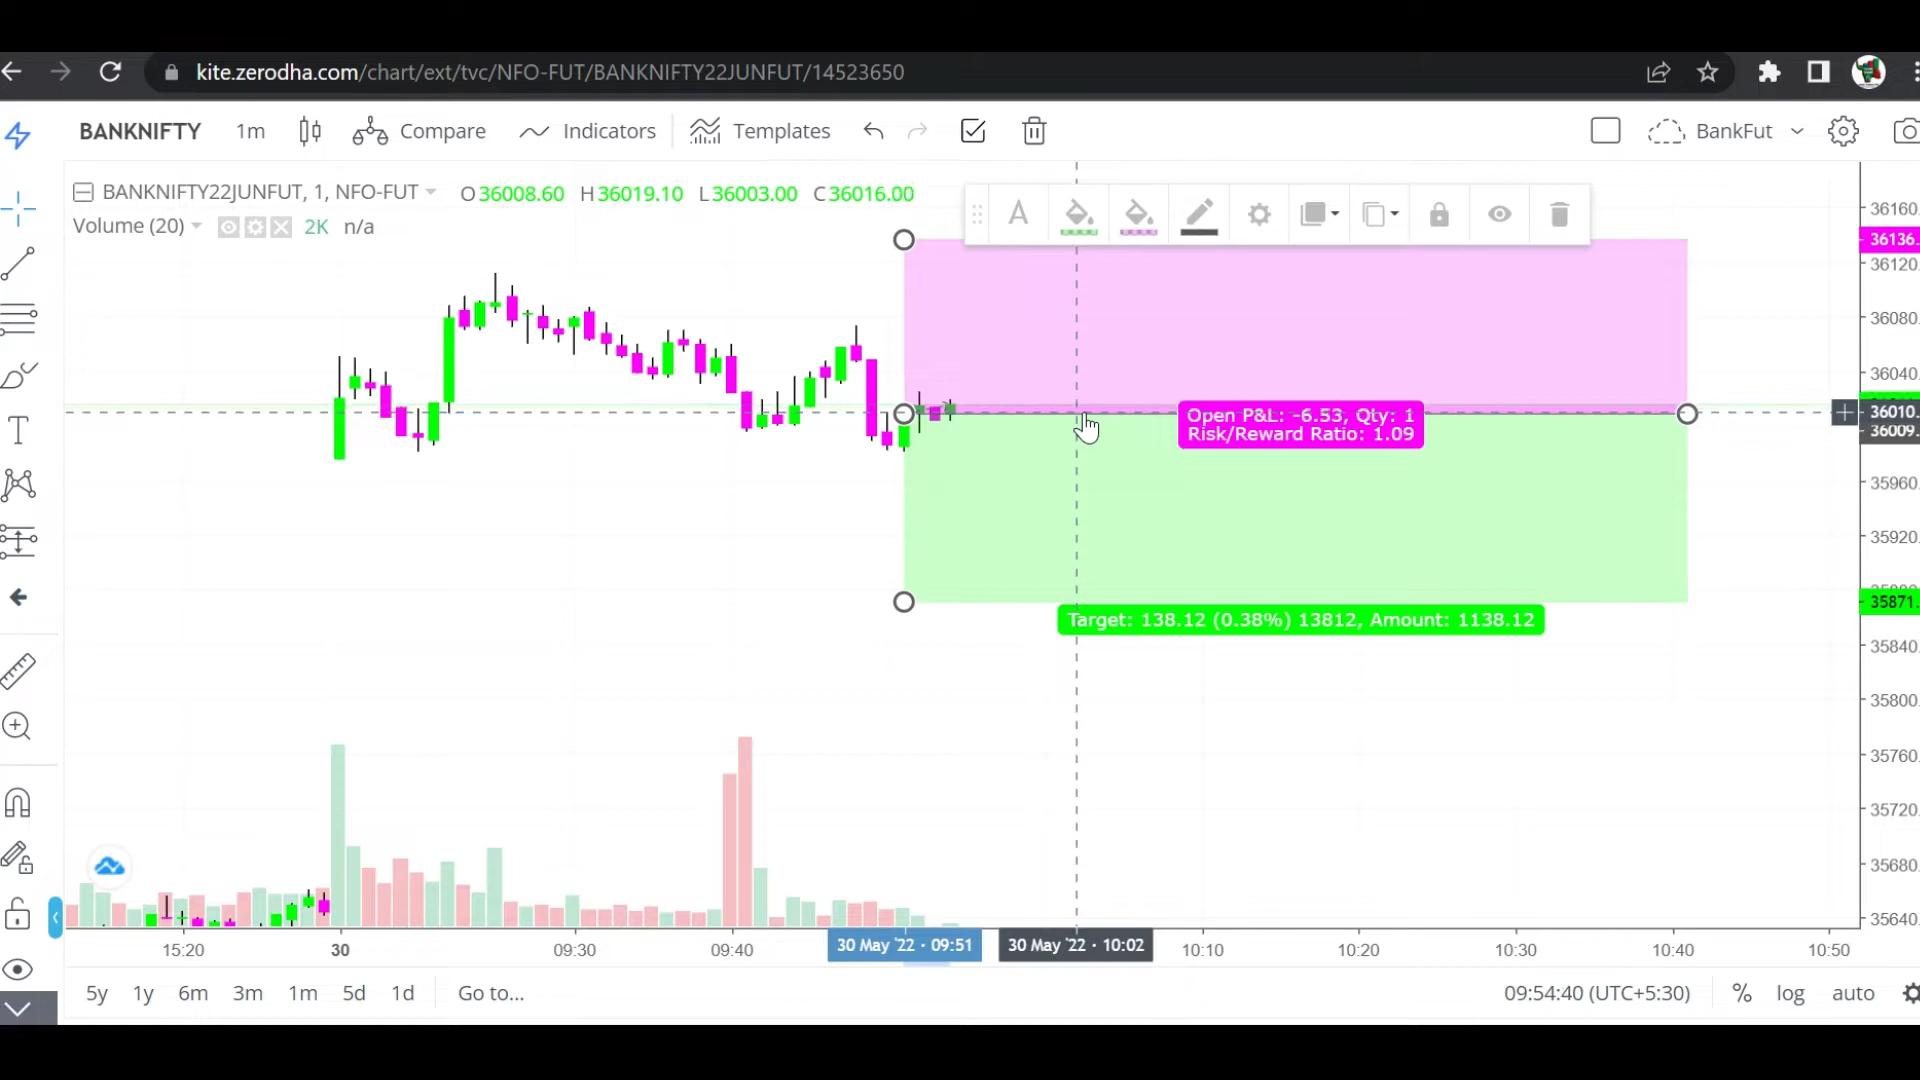 kite.zerodha.com/chart/ext/tvc/NFO-FUT/BANKNIFTY22JUNFUT/14523650
BANKNIFTY 1m Compare Indicators Templates BankFut
BANKNIFTY22JUNFUT, 1, NFO-FUT O36008.60 H36019.10 L36003.00 C36016.00
Volume (20) 2K n/a
A
36160.
36136.
36120.
36080.
36040.
36010.
36009.
Open P&L: -6.53, Qty: 1
Risk/Reward Ratio: 1.09
35960.
35920.
35871.
Target: 138.12 (0.38%) 13812, Amount: 1138.12
35840.
35800.
35760.
35720.
35680.
35640.
15:20 30 09:30 09:40 30 May '22 · 09:51 30 May '22 · 10:02 10:10 10:20 10:30 10:40 10:50
5y 1y 6m 3m 1m 5d 1d Go to... 09:54:40 (UTC+5:30) % log auto